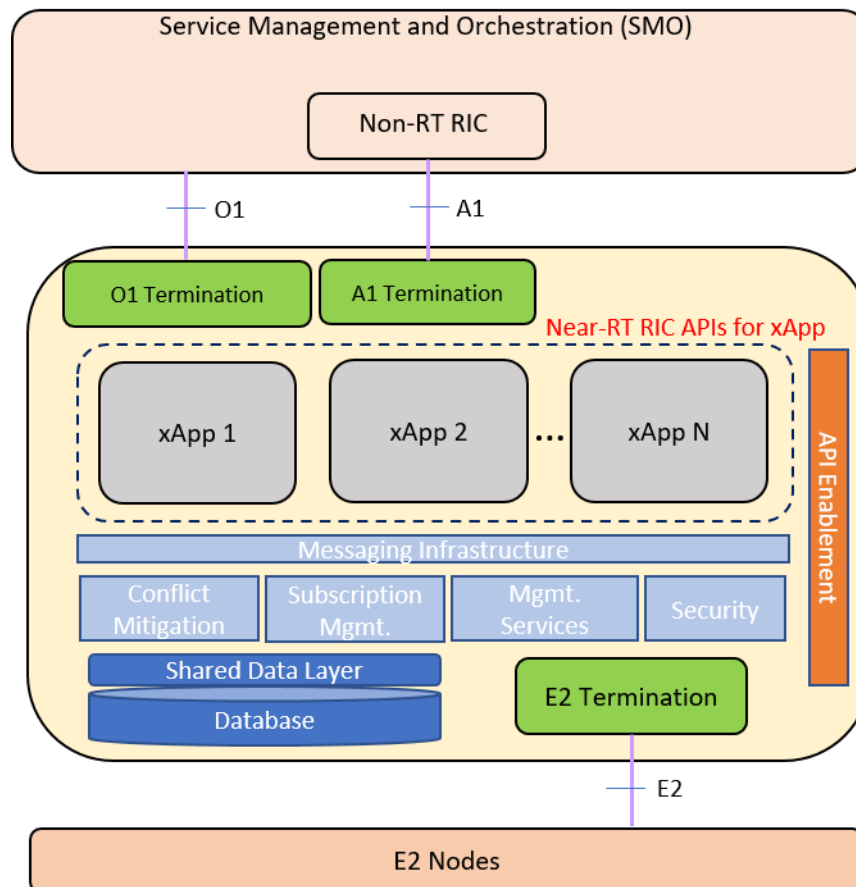 Service Management and Orchestration (SMO)
Non-RT RIC
O1
A1
O1 Termination
A1 Termination
Near-RT RIC APIs for xApp
xApp 1
xApp 2
...
xApp N
API Enablement
Messaging Infrastructure
Conflict
Mitigation
Subscription
Mgmt.
Mgmt.
Services
Security
Shared Data Layer
Database
E2 Termination
E2
E2 Nodes